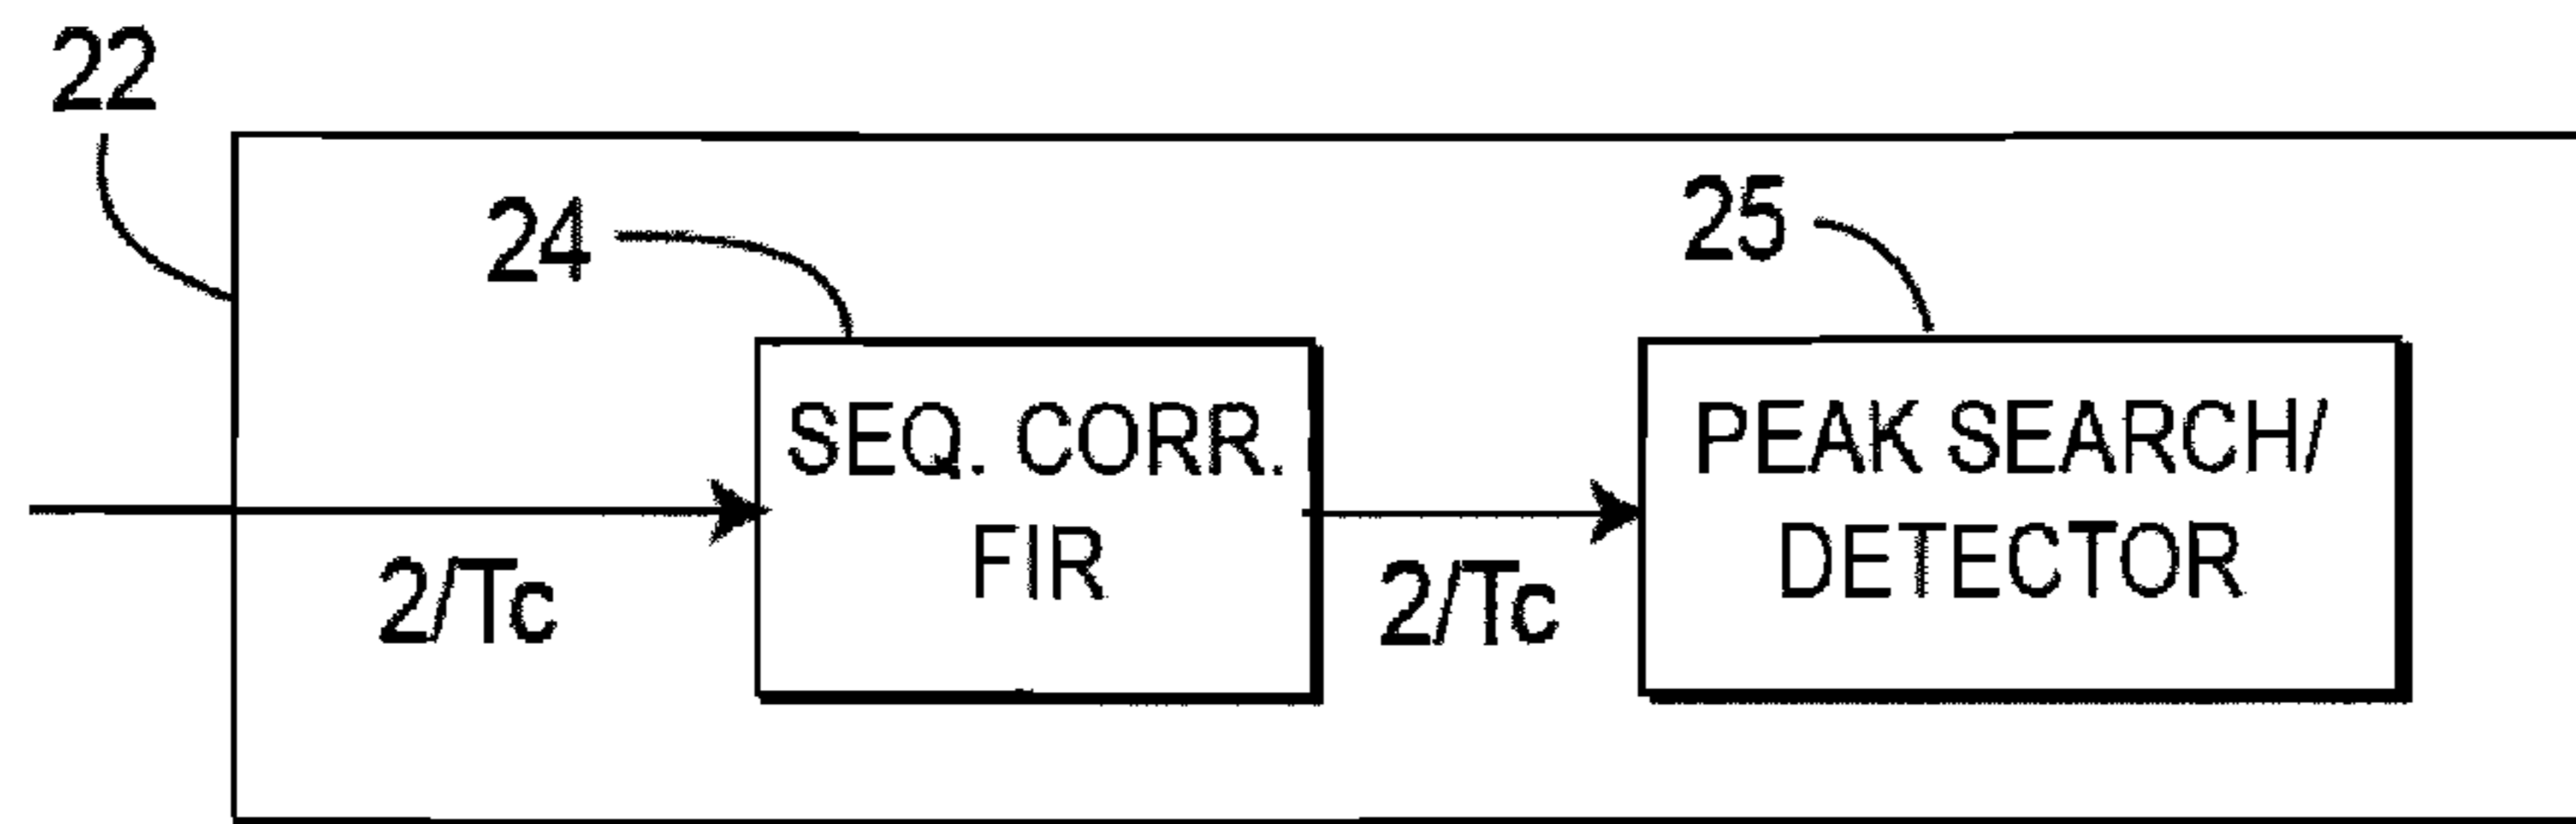 22
24
25
SEQ. CORR.
FIR
PEAK SEARCH/
DETECTOR
2/Tc
2/Tc